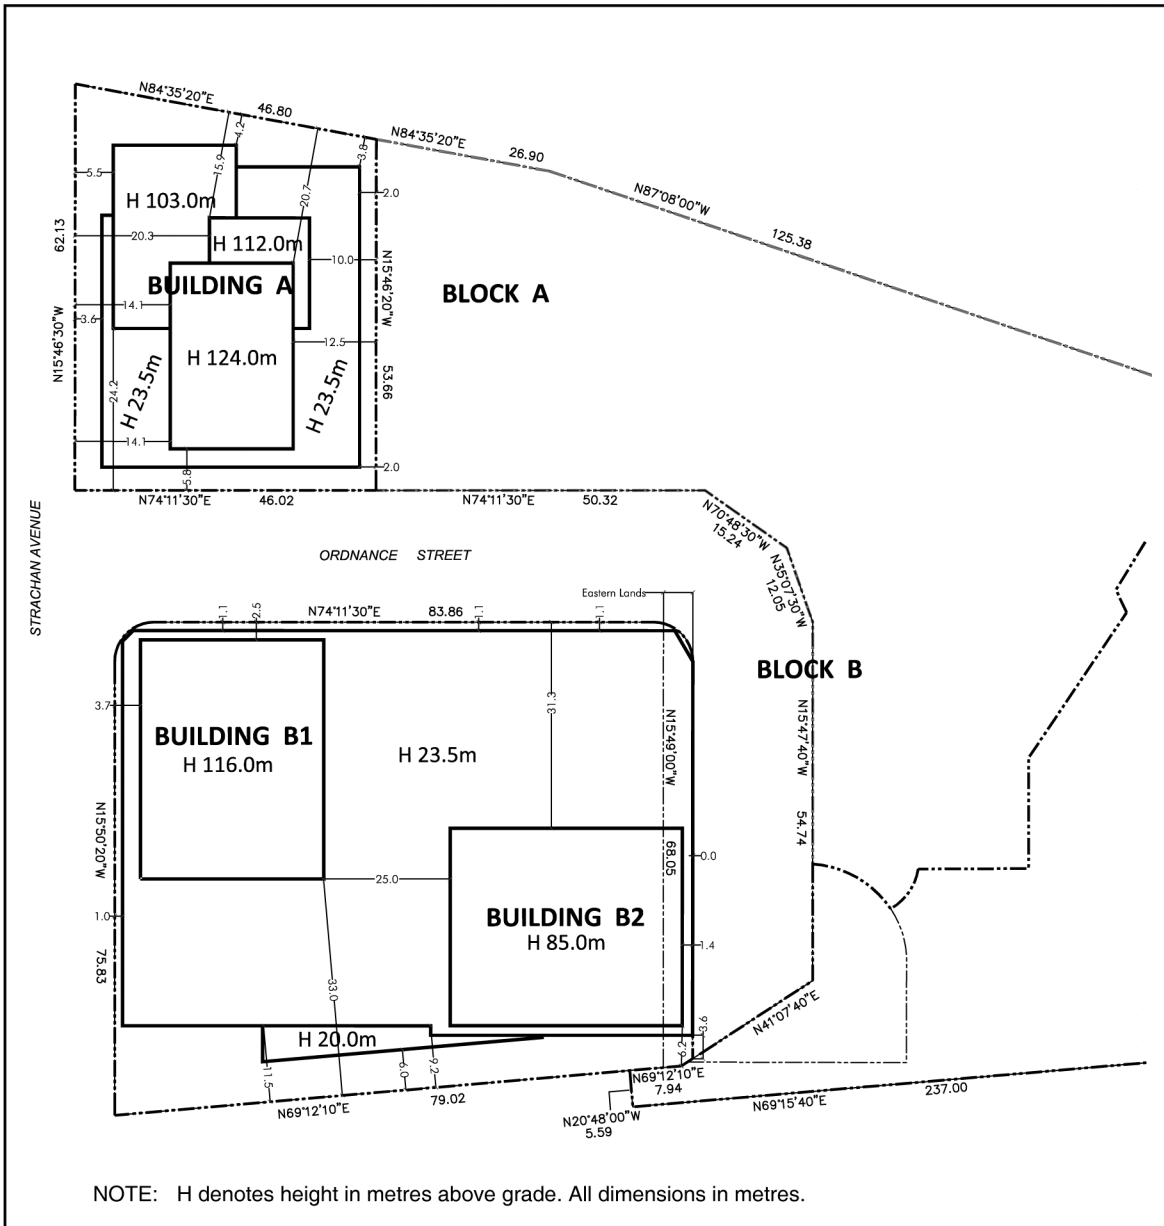 N84°35'20"E
46.80
N84°35'20"E
26.90
N87°08'00"W
125.38
4.2
15.9
3.8
5.5
20.7
2.0
H 103.0m
62.13
20.3
H 112.0m
10.0
N15°46'20"W
BUILDING A
BLOCK A
14.1
3.6
12.5
N15°46'30"W
H 124.0m
53.66
24.2
H 23.5m
H 23.5m
14.1
5.8
2.0
N74°11'30"E
46.02
N74°11'30"E
50.32
N70°48'30"W
15.24
STRACHAN AVENUE
ORDNANCE STREET
N35°07'30"W
12.05
Eastern Lands
1.1
2.5
N74°11'30"E
83.86
1.1
1.1
BLOCK B
31.3
3.7
BUILDING B1
H 116.0m
H 23.5m
N15°49'00"W
N15°47'40"W
54.74
N15°50'20"W
68.05
0.0
25.0
1.0
BUILDING B2
H 85.0m
1.4
75.83
33.0
N41°07'40"E
H 20.0m
3.6
6.2
11.5
6.0
9.2
N69°12'10"E
7.94
N69°12'10"E
79.02
N20°48'00"W
5.59
N69°15'40"E
237.00
NOTE: H denotes height in metres above grade. All dimensions in metres.